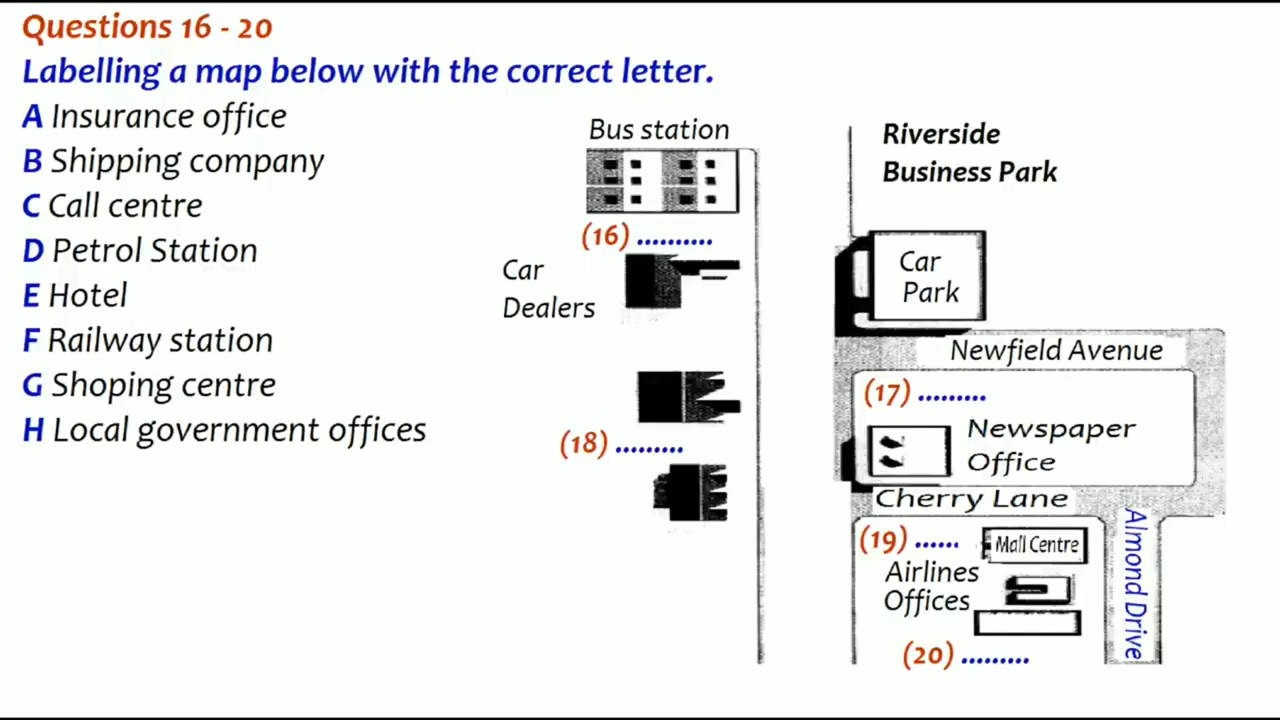 Questions 16 - 20
Labelling a map below with the correct letter.
A Insurance office
B Shipping company
C Call centre
D Petrol Station
E Hotel
F Railway station
G Shoping centre
H Local government offices
Bus station
(16) ..........
Car
Dealers
(18) .........
Riverside
Business Park
Car
Park
Newfield Avenue
(17) .........
Newspaper
Office
Cherry Lane
(19) ......
Mall Centre
Airlines
Offices
(20) .........
Almond Drive